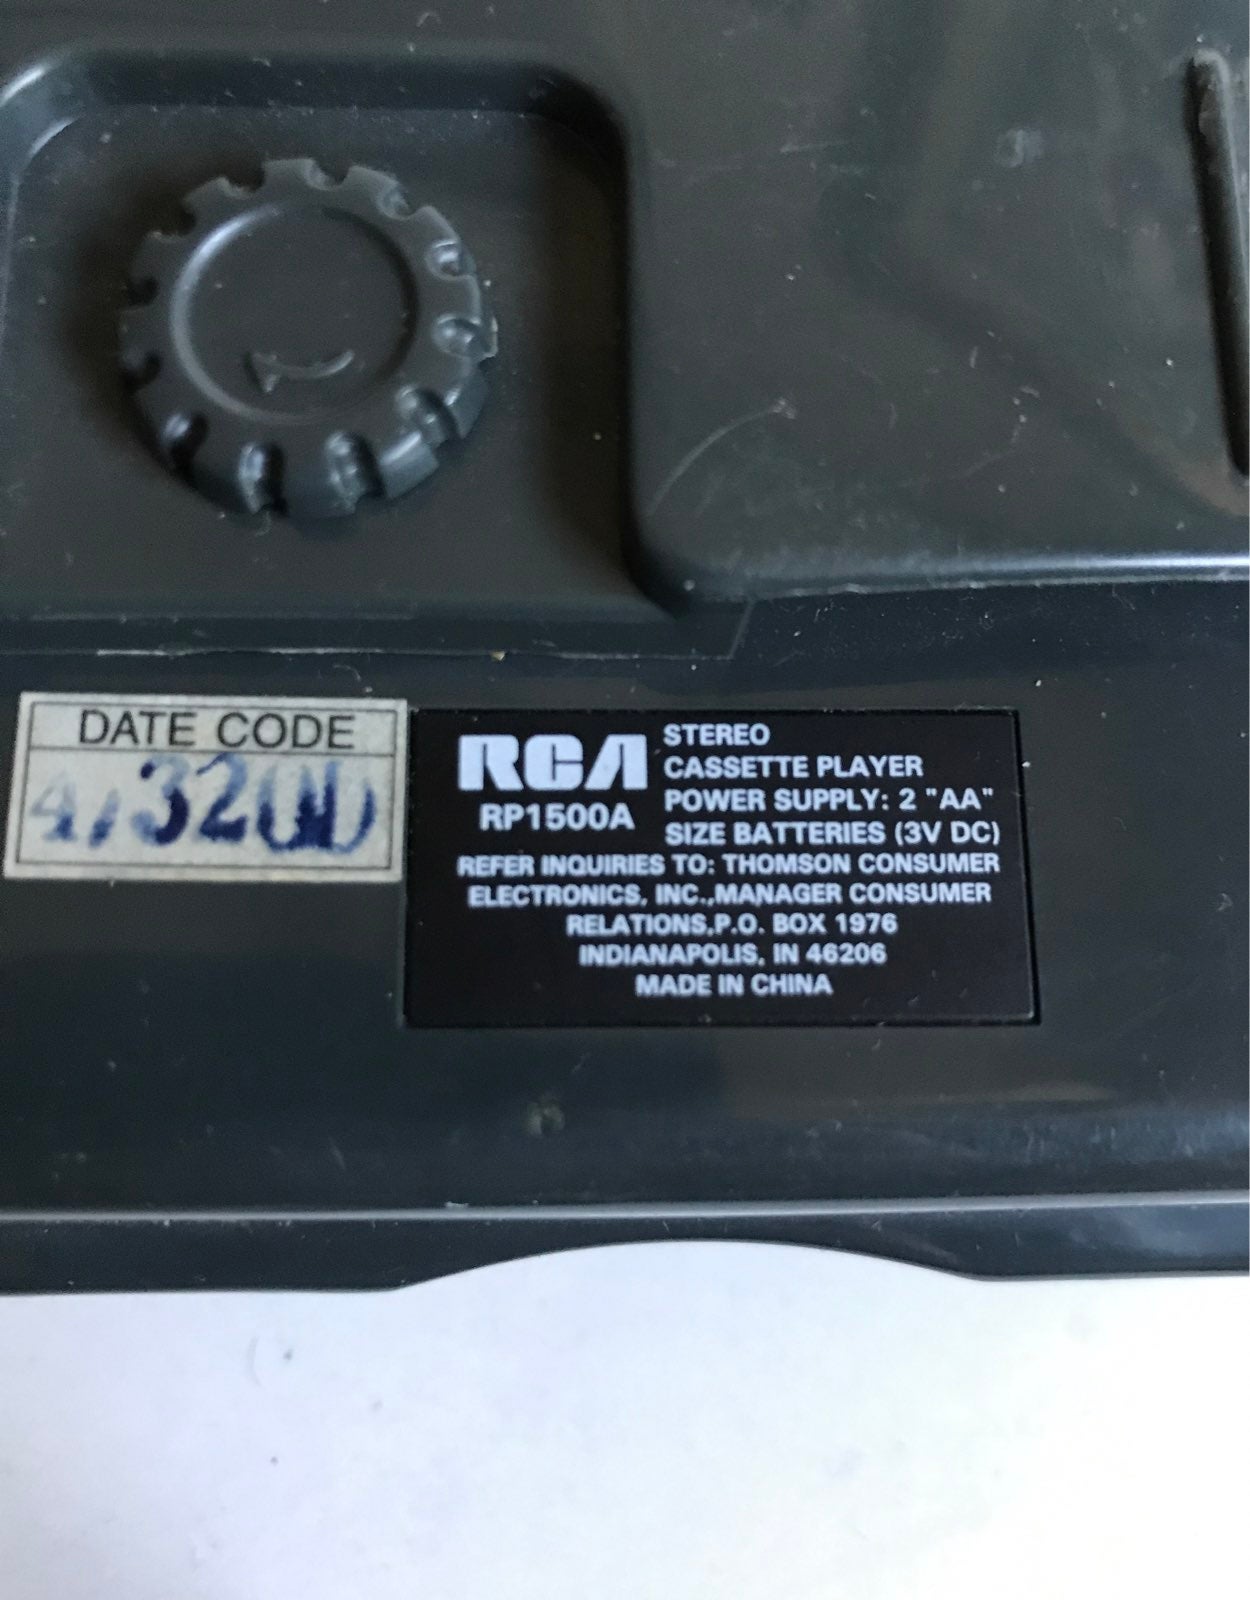 DATE CODE
RCA
RP1500A
STEREO
CASSETTE PLAYER
POWER SUPPLY: 2 "AA"
SIZE BATTERIES (3V DC)
REFER INQUIRIES TO: THOMSON CONSUMER
ELECTRONICS, INC.,MANAGER CONSUMER
RELATIONS,P.O. BOX 1976
INDIANAPOLIS, IN 46206
MADE IN CHINA